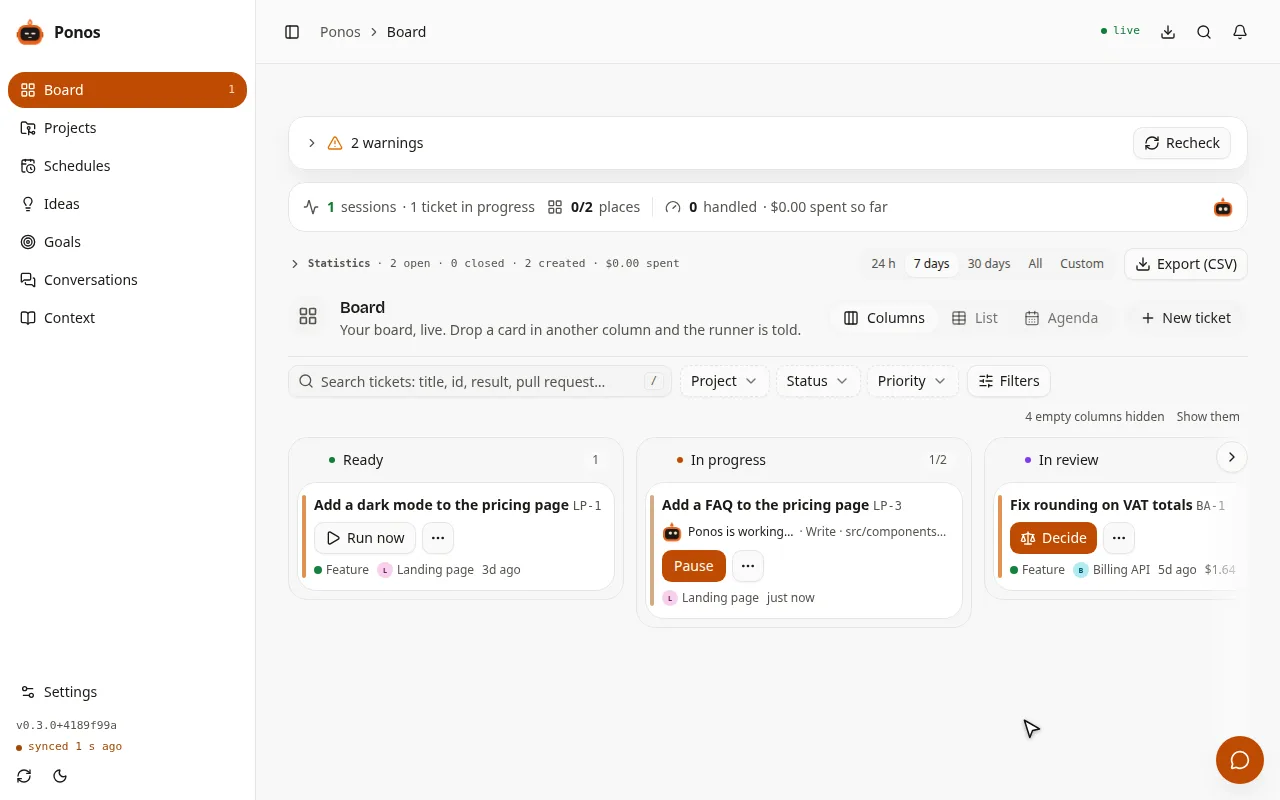 Ponos
Board 1
Projects
Schedules
Ideas
Goals
Conversations
Context
Settings
v0.3.0+4189f99a
synced 1 s ago
Ponos > Board
live
2 warnings
Recheck
1 sessions · 1 ticket in progress 0/2 places 0 handled · $0.00 spent so far
Statistics · 2 open · 0 closed · 2 created · $0.00 spent
24 h 7 days 30 days All Custom
Export (CSV)
Board
Your board, live. Drop a card in another column and the runner is told.
Columns List Agenda
New ticket
Search tickets: title, id, result, pull request… /
Project Status Priority Filters
4 empty columns hidden Show them
Ready 1
Add a dark mode to the pricing page LP-1
Run now
Feature L Landing page 3d ago
In progress 1/2
Add a FAQ to the pricing page LP-3
Ponos is working… · Write · src/components…
Pause
L Landing page just now
In review
Fix rounding on VAT totals BA-1
Decide
Feature B Billing API 5d ago $1.64